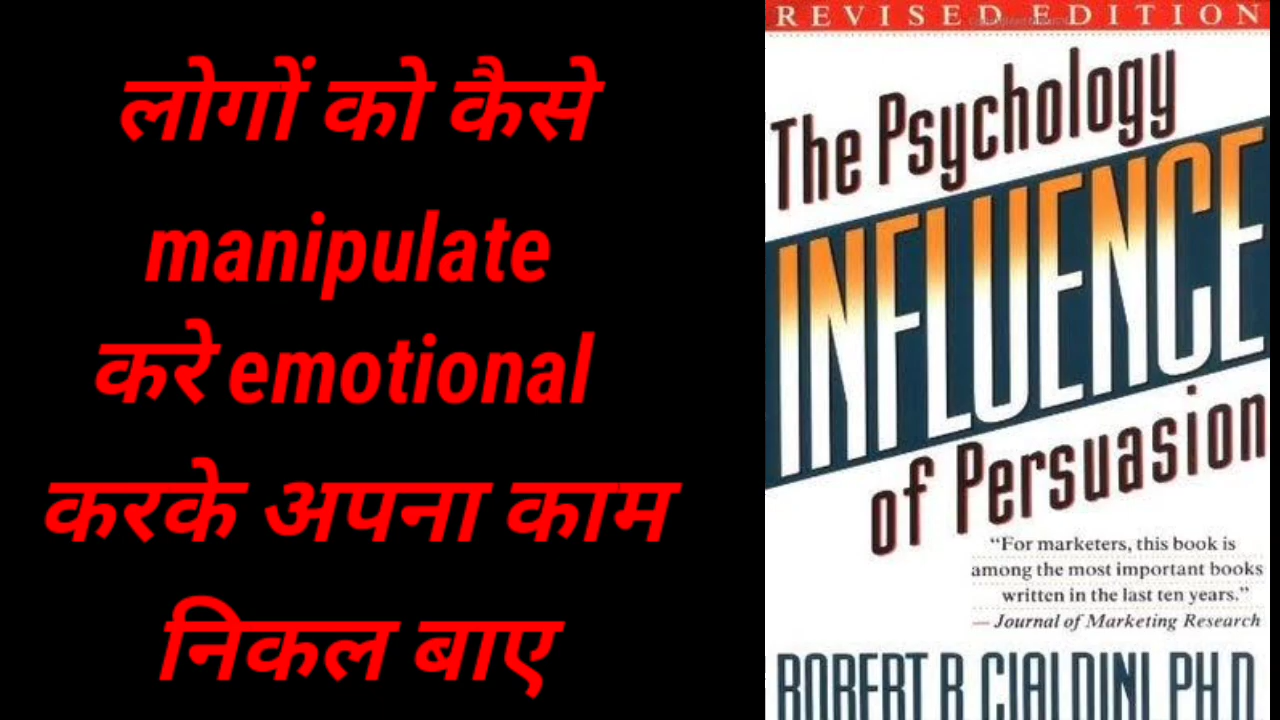 लोगों को कैसे
manipulate
करे emotional
करके अपना काम
निकल बाए
REVISED EDITION
The Psychology
INFLUENCE
of Persuasion
“For marketers, this book is
among the most important books
written in the last ten years.”
— Journal of Marketing Research
ROBERT B. CIALDINI, PH.D.